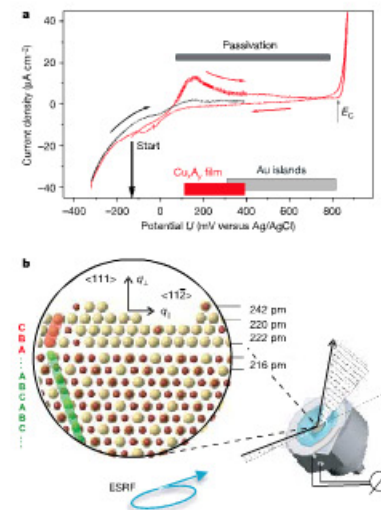 a
40
20
0
−20
−40
Current density (μA cm⁻²)
Passivation
E_C
Start
Cu_xA_y film
Au islands
−400 −200 0 200 400 600 800
Potential U (mV versus Ag/AgCl)
b
<111>
q⊥
<112̄>
q∥
242 pm
220 pm
222 pm
216 pm
C
B
A
⋮
A
B
C
A
B
C
⋮
ESRF